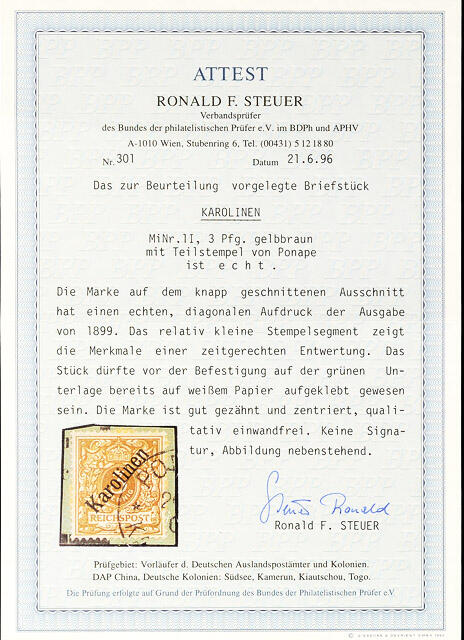 ATTEST
RONALD F. STEUER
Verbandsprüfer
des Bundes der philatelistischen Prüfer e.V. im BDPh und APHV
A-1010 Wien, Stubenring 6, Tel. (00431) 5 12 18 80
Nr. 301 Datum 21.6.96
Das zur Beurteilung vorgelegte Briefstück
KAROLINEN
MiNr.1I, 3 Pfg. gelbbraun
mit Teilstempel von Ponape
ist echt.
Die Marke auf dem knapp geschnittenen Ausschnitt
hat einen echten, diagonalen Aufdruck der Ausgabe
von 1899. Das relativ kleine Stempelsegment zeigt
die Merkmale einer zeitgerechten Entwertung. Das
Stück dürfte vor der Befestigung auf der grünen Un-
terlage bereits auf weißem Papier aufgeklebt gewesen
sein. Die Marke ist gut gezähnt und zentriert, quali-
tativ einwandfrei. Keine Signa-
tur, Abbildung nebenstehend.
Karolinen
REICHSPOST
Steuer Ronald
Ronald F. STEUER
Prüfgebiet: Vorläufer d. Deutschen Auslandspostämter und Kolonien.
DAP China, Deutsche Kolonien: Südsee, Kamerun, Kiautschou, Togo.
Die Prüfung erfolgte auf Grund der Prüfordnung des Bundes der Philatelistischen Prüfer e.V.